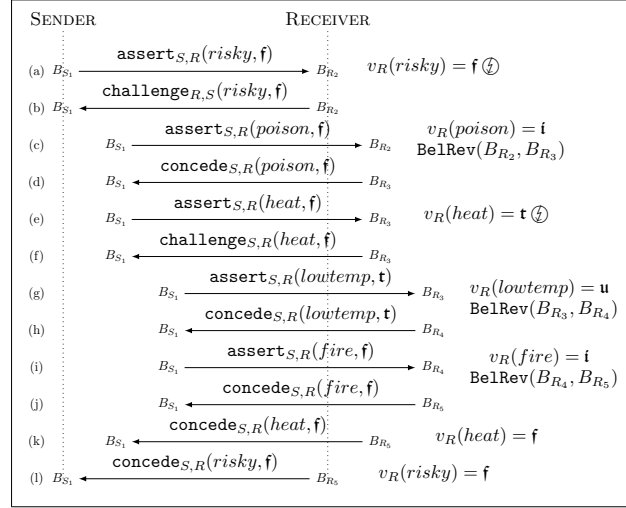 SENDER RECEIVER
assert_{S,R}(risky, 𝔣)
(a) B_{S_1} B_{R_2} v_R(risky) = 𝔣 Ⓛ
challenge_{R,S}(risky, 𝔣)
(b) B_{S_1} B_{R_2}
assert_{S,R}(poison, 𝔣) v_R(poison) = 𝔦
(c) B_{S_1} B_{R_2} BelRev(B_{R_2}, B_{R_3})
concede_{S,R}(poison, 𝔣)
(d) B_{S_1} B_{R_3}
assert_{S,R}(heat, 𝔣)
(e) B_{S_1} B_{R_3} v_R(heat) = 𝔱 Ⓛ
challenge_{S,R}(heat, 𝔣)
(f) B_{S_1} B_{R_3}
assert_{S,R}(lowtemp, 𝔱) v_R(lowtemp) = 𝔲
(g) B_{S_1} B_{R_3} BelRev(B_{R_3}, B_{R_4})
concede_{S,R}(lowtemp, 𝔱)
(h) B_{S_1} B_{R_4}
assert_{S,R}(fire, 𝔣) v_R(fire) = 𝔦
(i) B_{S_1} B_{R_4} BelRev(B_{R_4}, B_{R_5})
concede_{S,R}(fire, 𝔣)
(j) B_{S_1} B_{R_5}
concede_{S,R}(heat, 𝔣)
(k) B_{S_1} B_{R_5} v_R(heat) = 𝔣
concede_{S,R}(risky, 𝔣)
(l) B_{S_1} B_{R_5} v_R(risky) = 𝔣